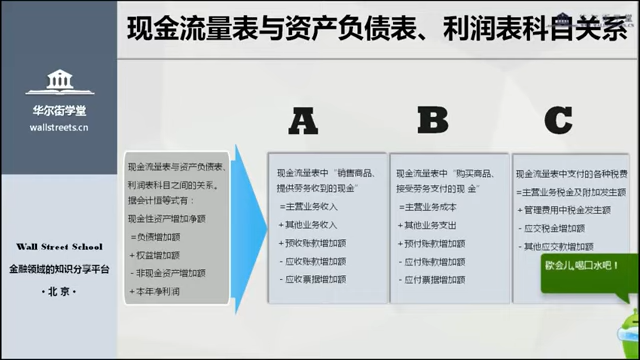 现金流量表与资产负债表、利润表科目关系
华尔街学堂
wallstreets.cn
Wall Street School
金融领域的知识分享平台
·北京·
现金流量表与资产负债表、
利润表科目之间的关系。
据会计恒等式有：
现金性资产增加净额
=负债增加额
+权益增加额
-非现金资产增加额
+本年净利润
A
现金流量表中“销售商品、
提供劳务收到的现金”
=主营业务收入
+其他业务收入
+预收账款增加额
-应收账款增加额
-应收票据增加额
B
现金流量表中“购买商品、
接受劳务支付的现 金”
=主营业务成本
+其他业务支出
+预付账款增加额
-应付账款增加额
-应付票据增加额
C
现金流量表中支付的各种税费
=主营业务税金及附加发生额
+管理费用中税金发生额
-应交税金增加额
-其他应交款增加额
歇会儿,喝口水吧！